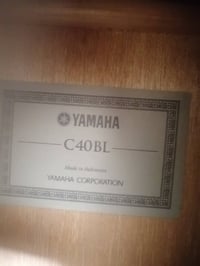 YAMAHA
C40BL
Made in Indonesia
YAMAHA CORPORATION